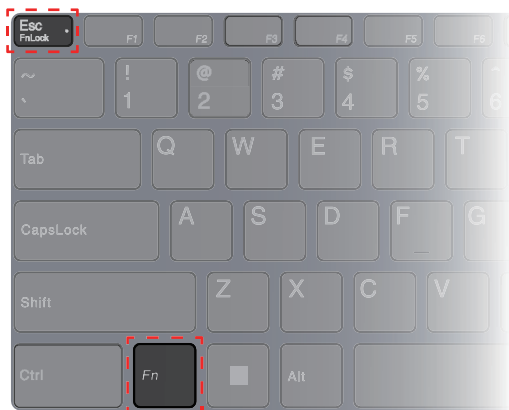 Esc
FnLock
F1
F2
F3
F4
F5
F6
~
`
!
1
@
2
#
3
$
4
%
5
^
6
Tab
Q
W
E
R
T
CapsLock
A
S
D
F
G
Shift
Z
X
C
V
Ctrl
Fn
Alt